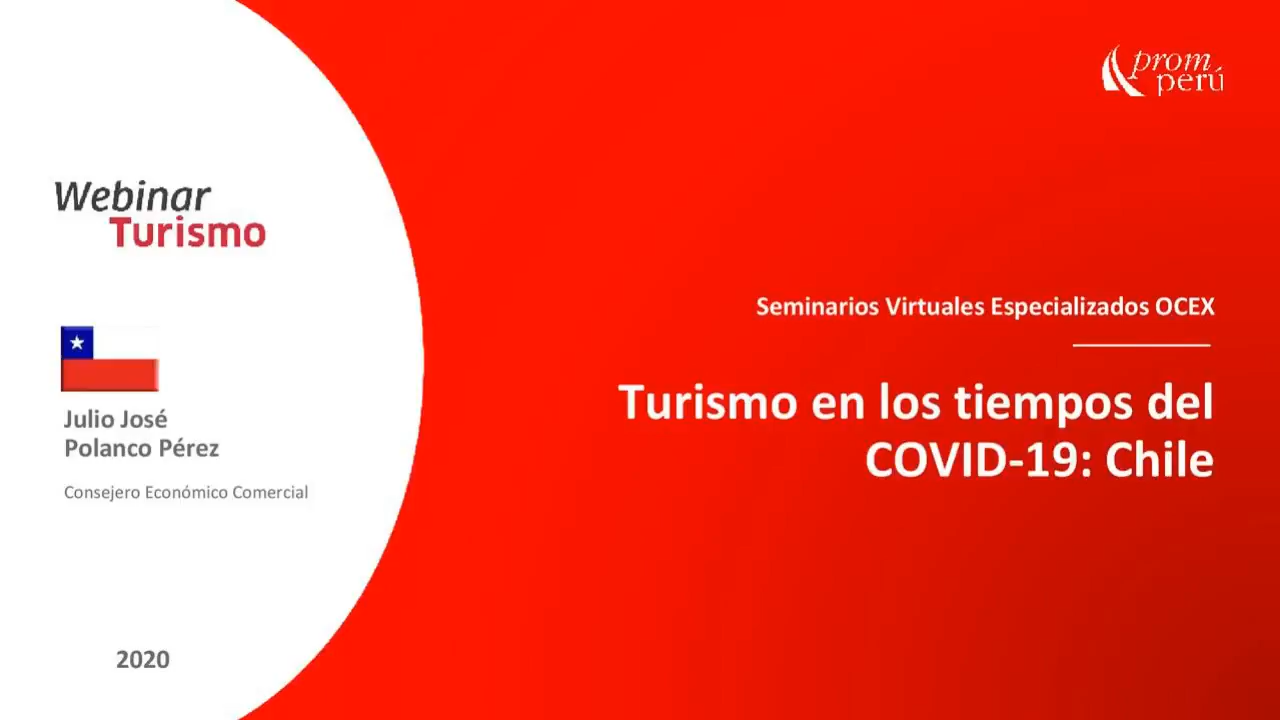 Webinar
Turismo
Julio José
Polanco Pérez
Consejero Económico Comercial
2020
prom
perú
Seminarios Virtuales Especializados OCEX
Turismo en los tiempos del
COVID-19: Chile